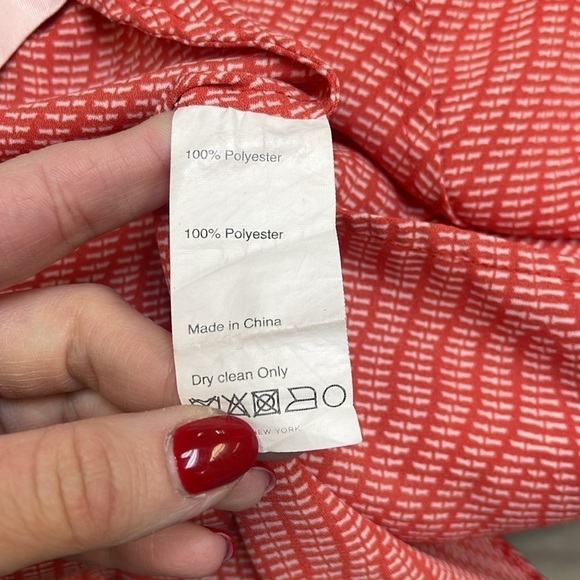 100% Polyester
100% Polyester
Made in China
Dry clean Only
NEW YORK